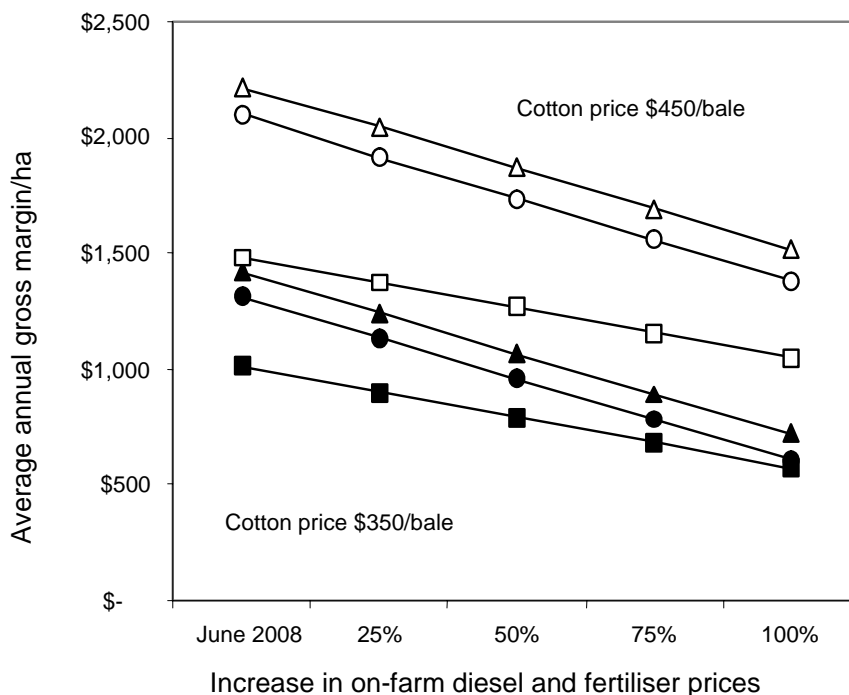 $2,500
$2,000
$1,500
$1,000
$500
$-
Average annual gross margin/ha
Cotton price $450/bale
Cotton price $350/bale
June 2008 25% 50% 75% 100%
Increase in on-farm diesel and fertiliser prices